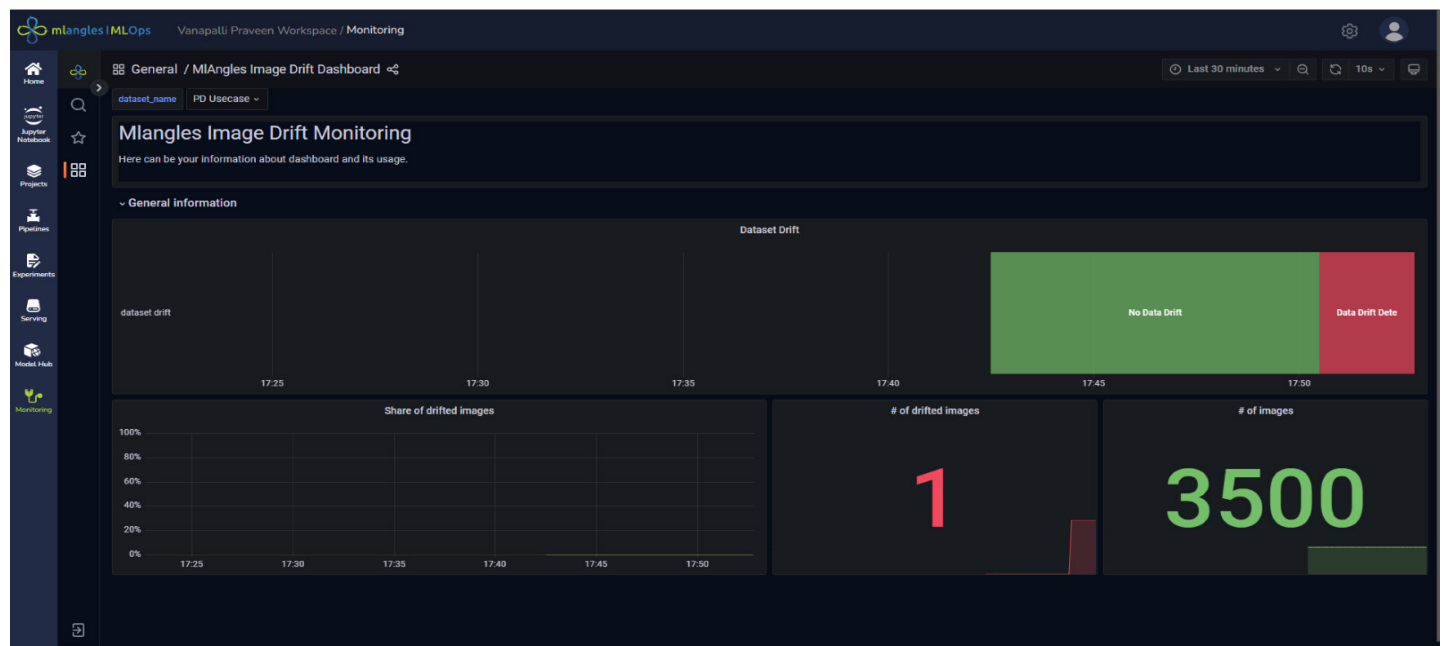 mlangles | MLOps
Vanapalli Praveen Workspace / Monitoring
Home
Jupyter
Jupyter Notebook
Projects
Pipelines
Experiments
Serving
Model Hub
Monitoring
General / MlAngles Image Drift Dashboard
Last 30 minutes
10s
dataset_name
PD Usecase
Mlangles Image Drift Monitoring
Here can be your information about dashboard and its usage.
General information
Dataset Drift
dataset drift
No Data Drift
Data Drift Dete
17:25 17:30 17:35 17:40 17:45 17:50
Share of drifted images
100%
80%
60%
40%
20%
0%
17:25 17:30 17:35 17:40 17:45 17:50
# of drifted images
1
# of images
3500